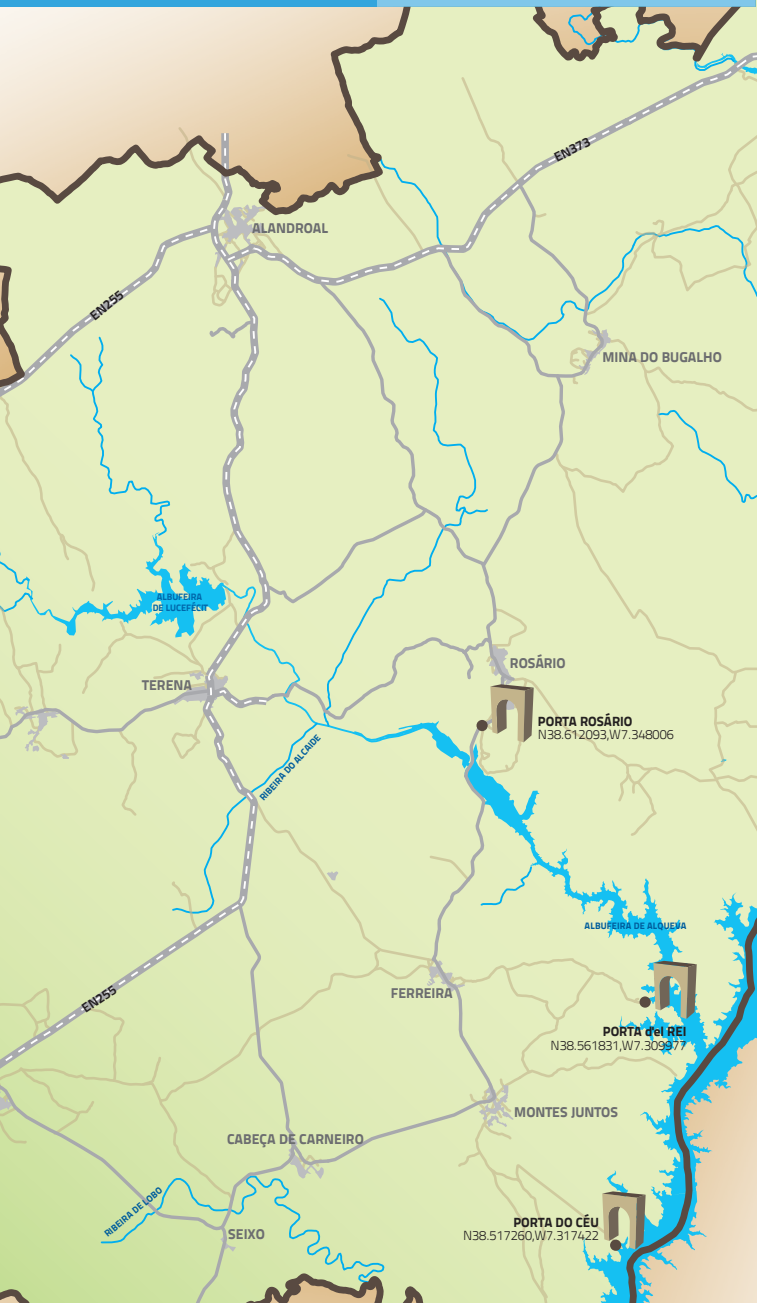 EN373
ALANDROAL
EN255
MINA DO BUGALHO
ALBUFEIRA
DE LUCEFÉCIT
ROSÁRIO
TERENA
PORTA ROSÁRIO
N38.612093,W7.348006
RIBEIRA DO ALCAIDE
ALBUFEIRA DE ALQUEVA
FERREIRA
EN255
PORTA d'el REI
N38.561831,W7.309977
MONTES JUNTOS
CABEÇA DE CARNEIRO
RIBEIRA DE LOBO
PORTA DO CÉU
N38.517260,W7.317422
SEIXO